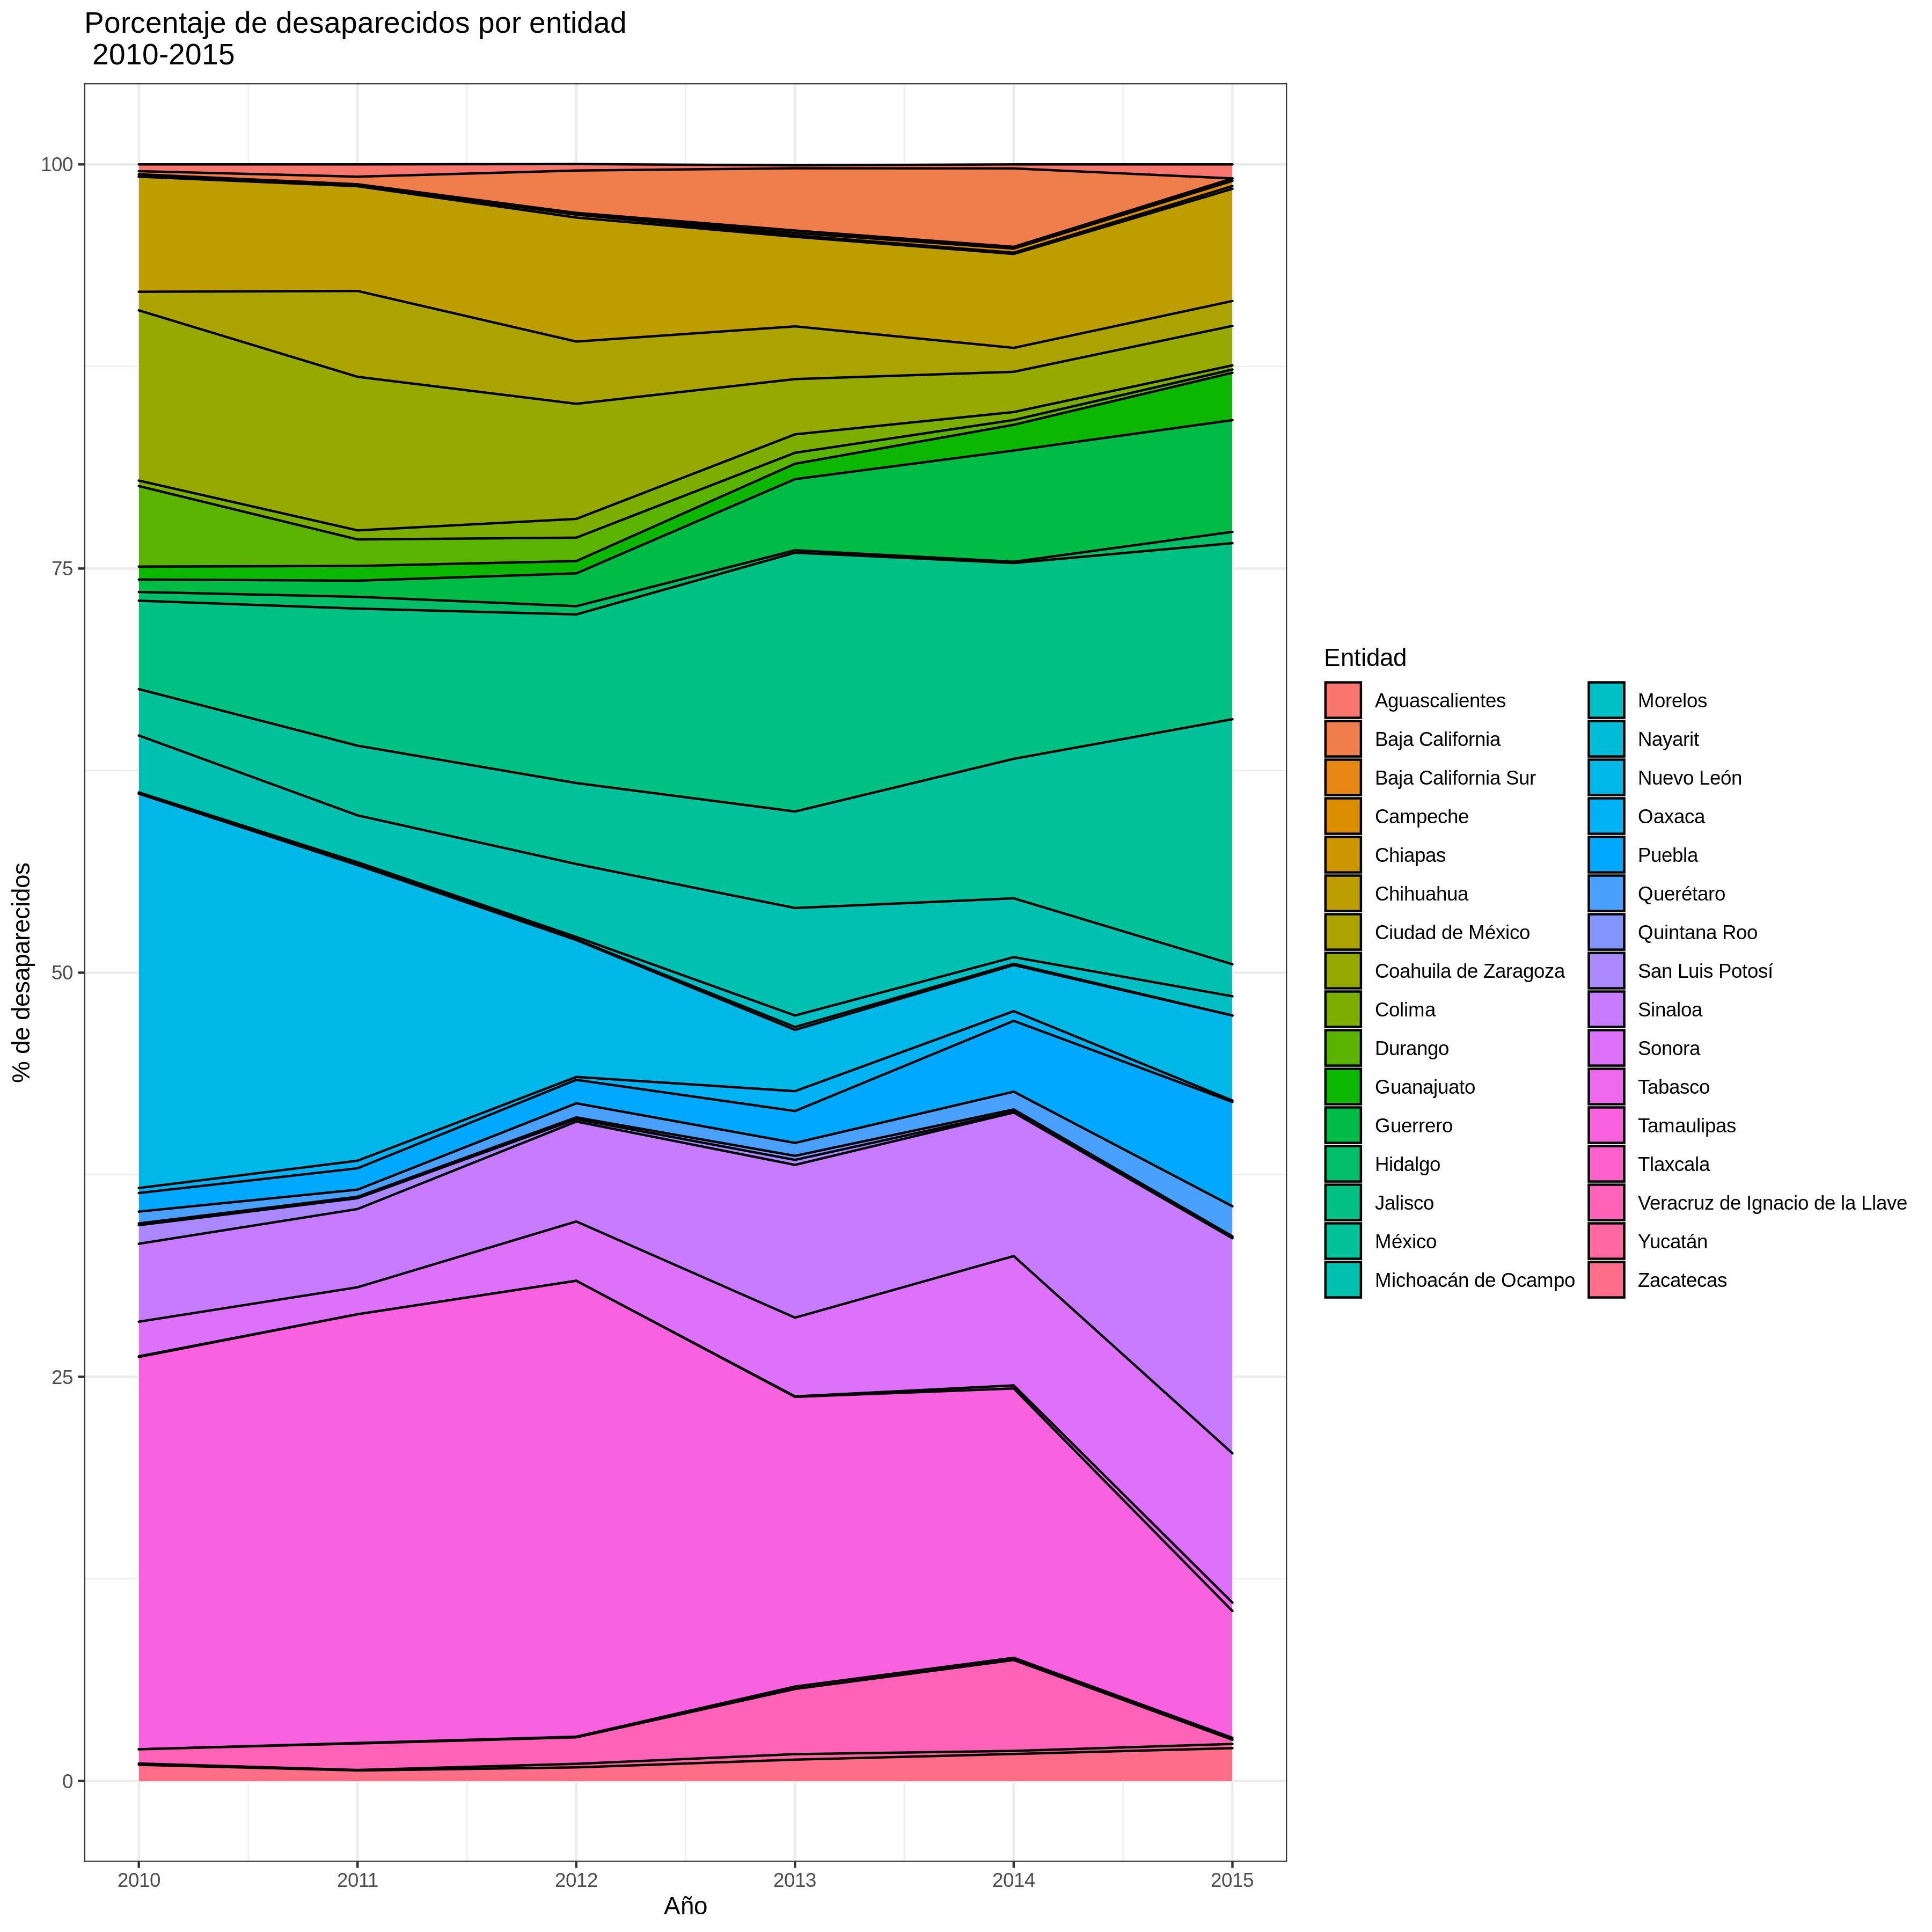 Porcentaje de desaparecidos por entidad
2010-2015
100
75
50
25
0
% de desaparecidos
2010
2011
2012
2013
2014
2015
Año
Entidad
Aguascalientes
Baja California
Baja California Sur
Campeche
Chiapas
Chihuahua
Ciudad de México
Coahuila de Zaragoza
Colima
Durango
Guanajuato
Guerrero
Hidalgo
Jalisco
México
Michoacán de Ocampo
Morelos
Nayarit
Nuevo León
Oaxaca
Puebla
Querétaro
Quintana Roo
San Luis Potosí
Sinaloa
Sonora
Tabasco
Tamaulipas
Tlaxcala
Veracruz de Ignacio de la Llave
Yucatán
Zacatecas